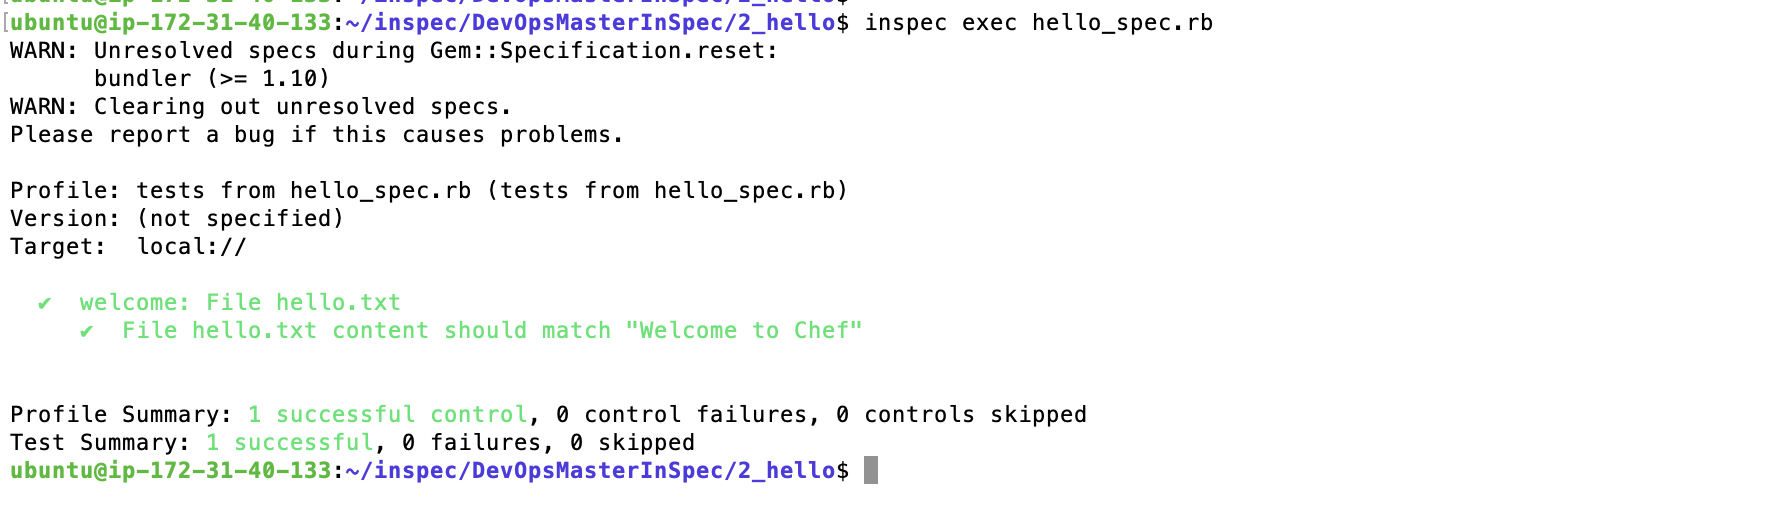 ubuntu@ip-172-31-40-133:~/inspec/DevOpsMasterInSpec/2_hello$ inspec exec hello_spec.rb
WARN: Unresolved specs during Gem::Specification.reset:
      bundler (>= 1.10)
WARN: Clearing out unresolved specs.
Please report a bug if this causes problems.

Profile: tests from hello_spec.rb (tests from hello_spec.rb)
Version: (not specified)
Target:  local://

  ✔  welcome: File hello.txt
     ✔  File hello.txt content should match "Welcome to Chef"

Profile Summary: 1 successful control, 0 control failures, 0 controls skipped
Test Summary: 1 successful, 0 failures, 0 skipped
ubuntu@ip-172-31-40-133:~/inspec/DevOpsMasterInSpec/2_hello$